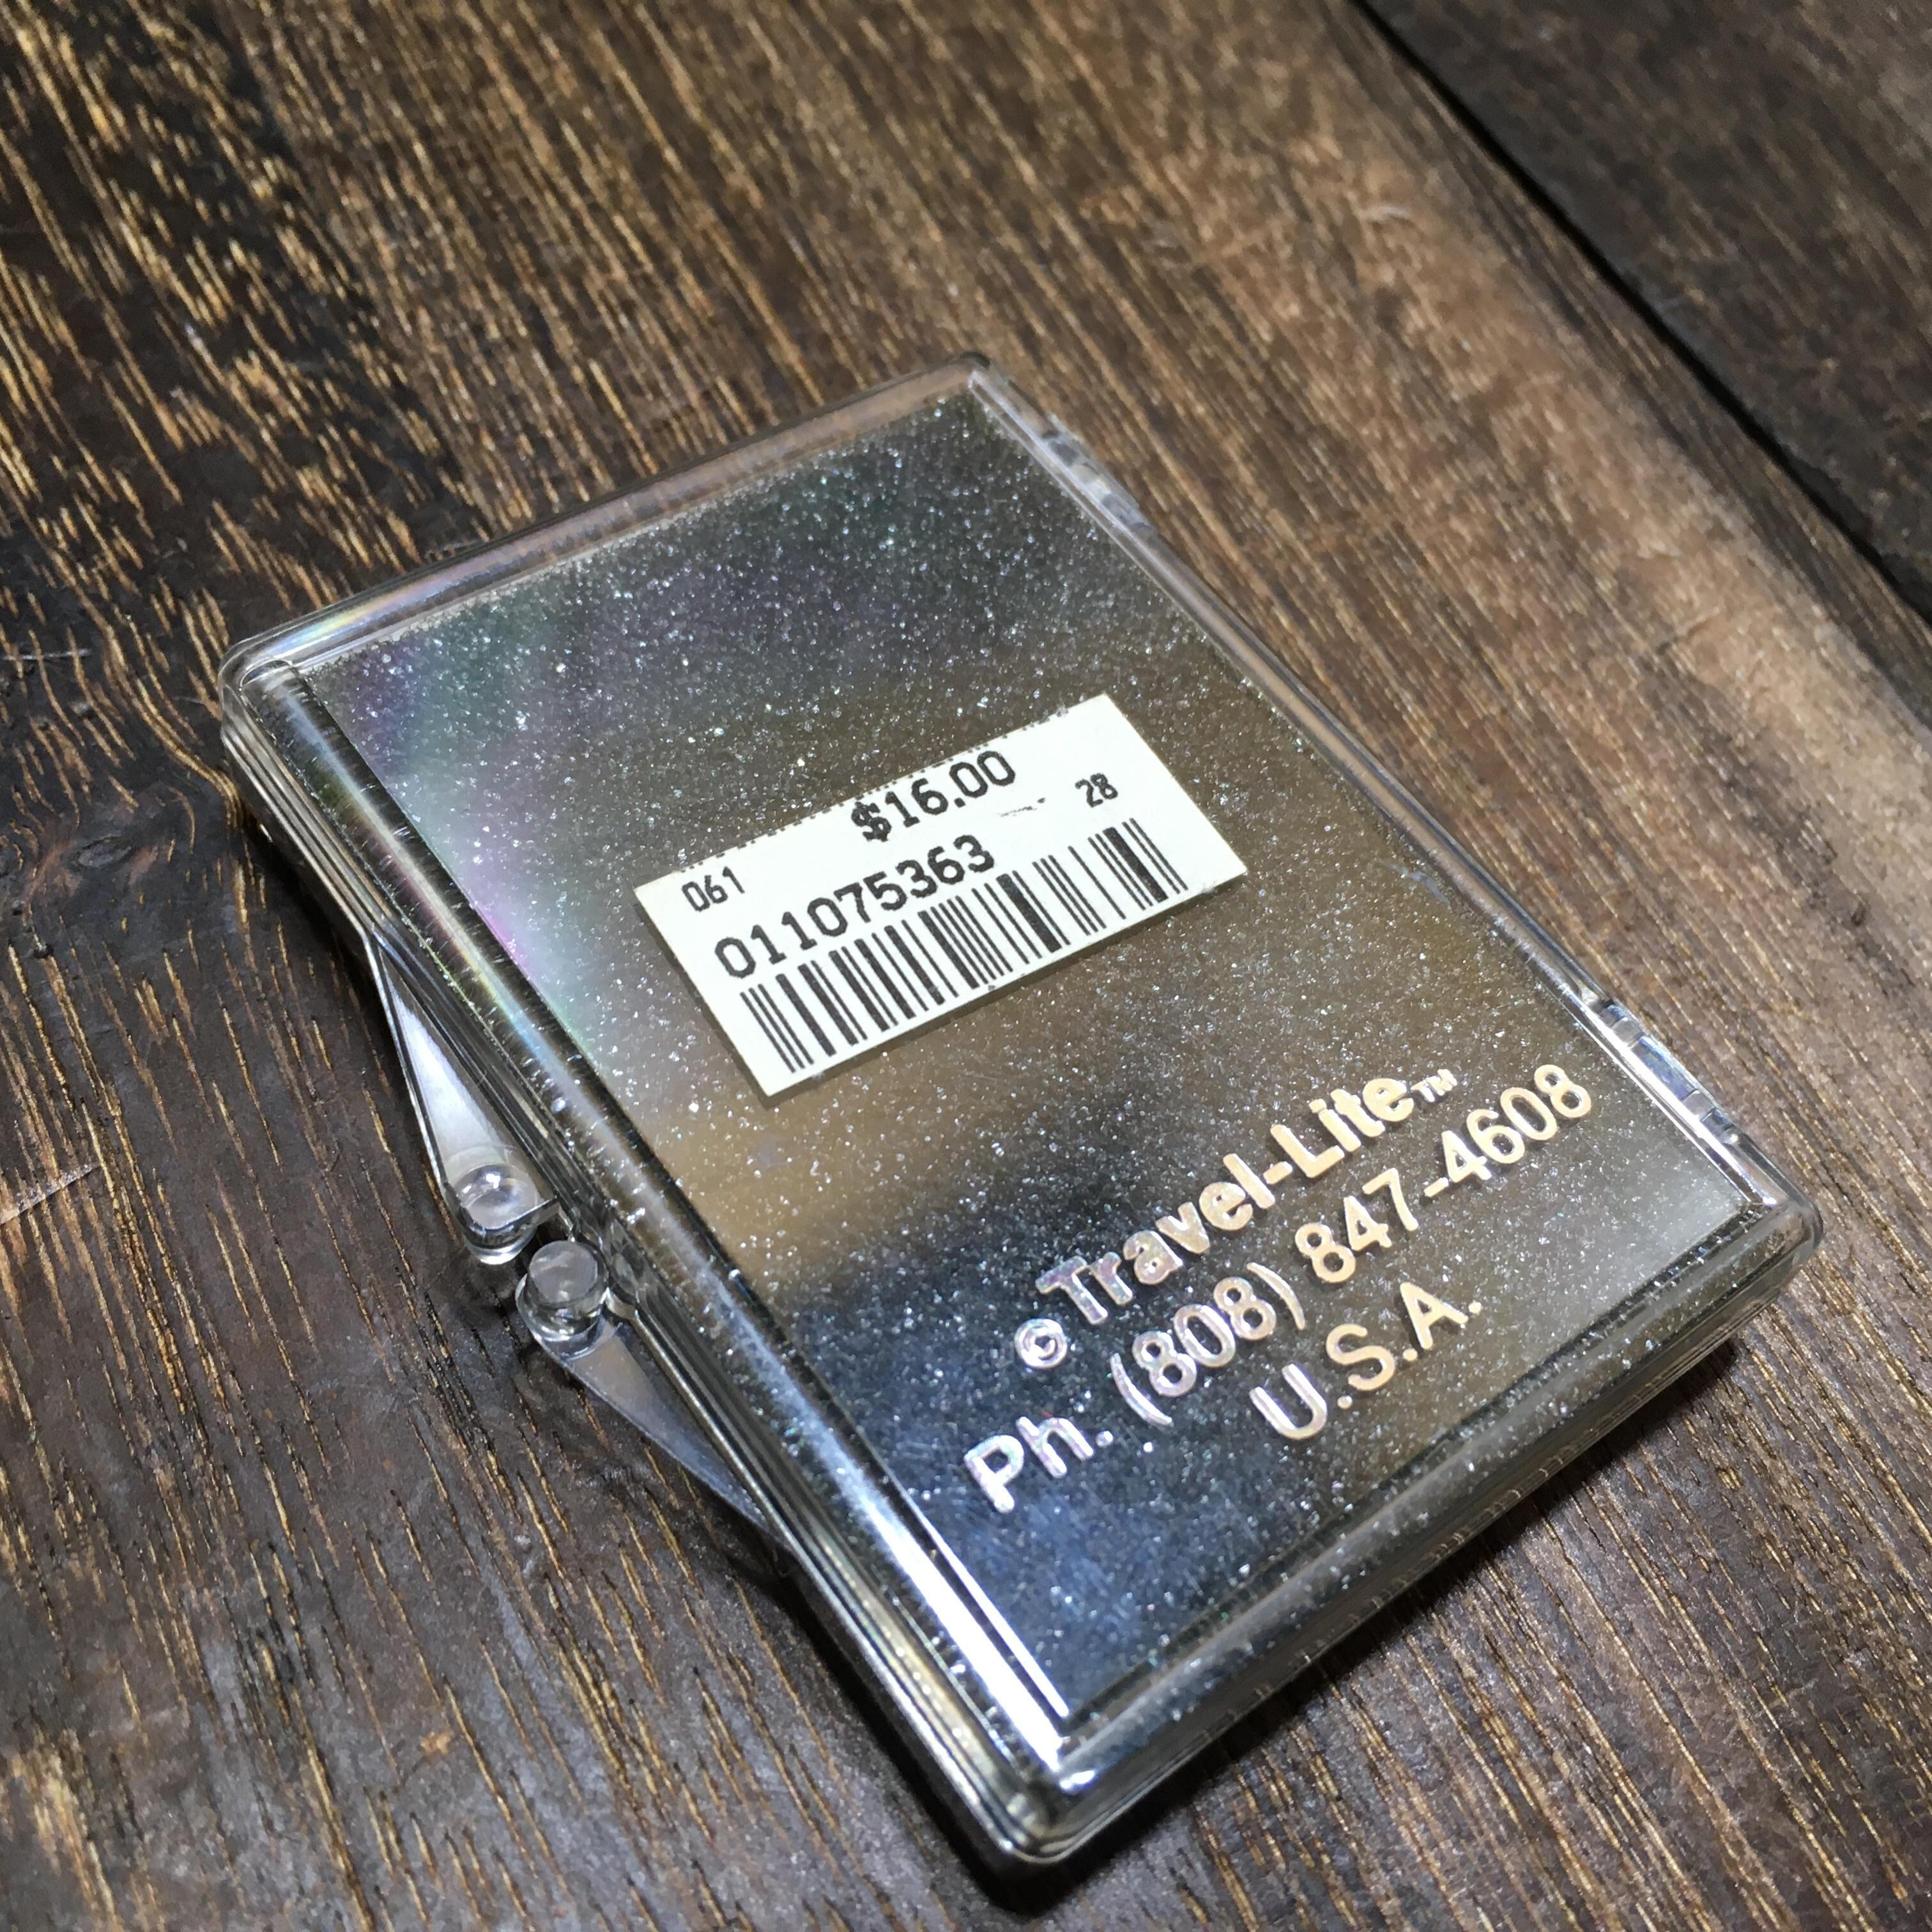 $16.00
061 28
011075363
© Travel-Lite™
Ph. (808) 847-4608
U.S.A.